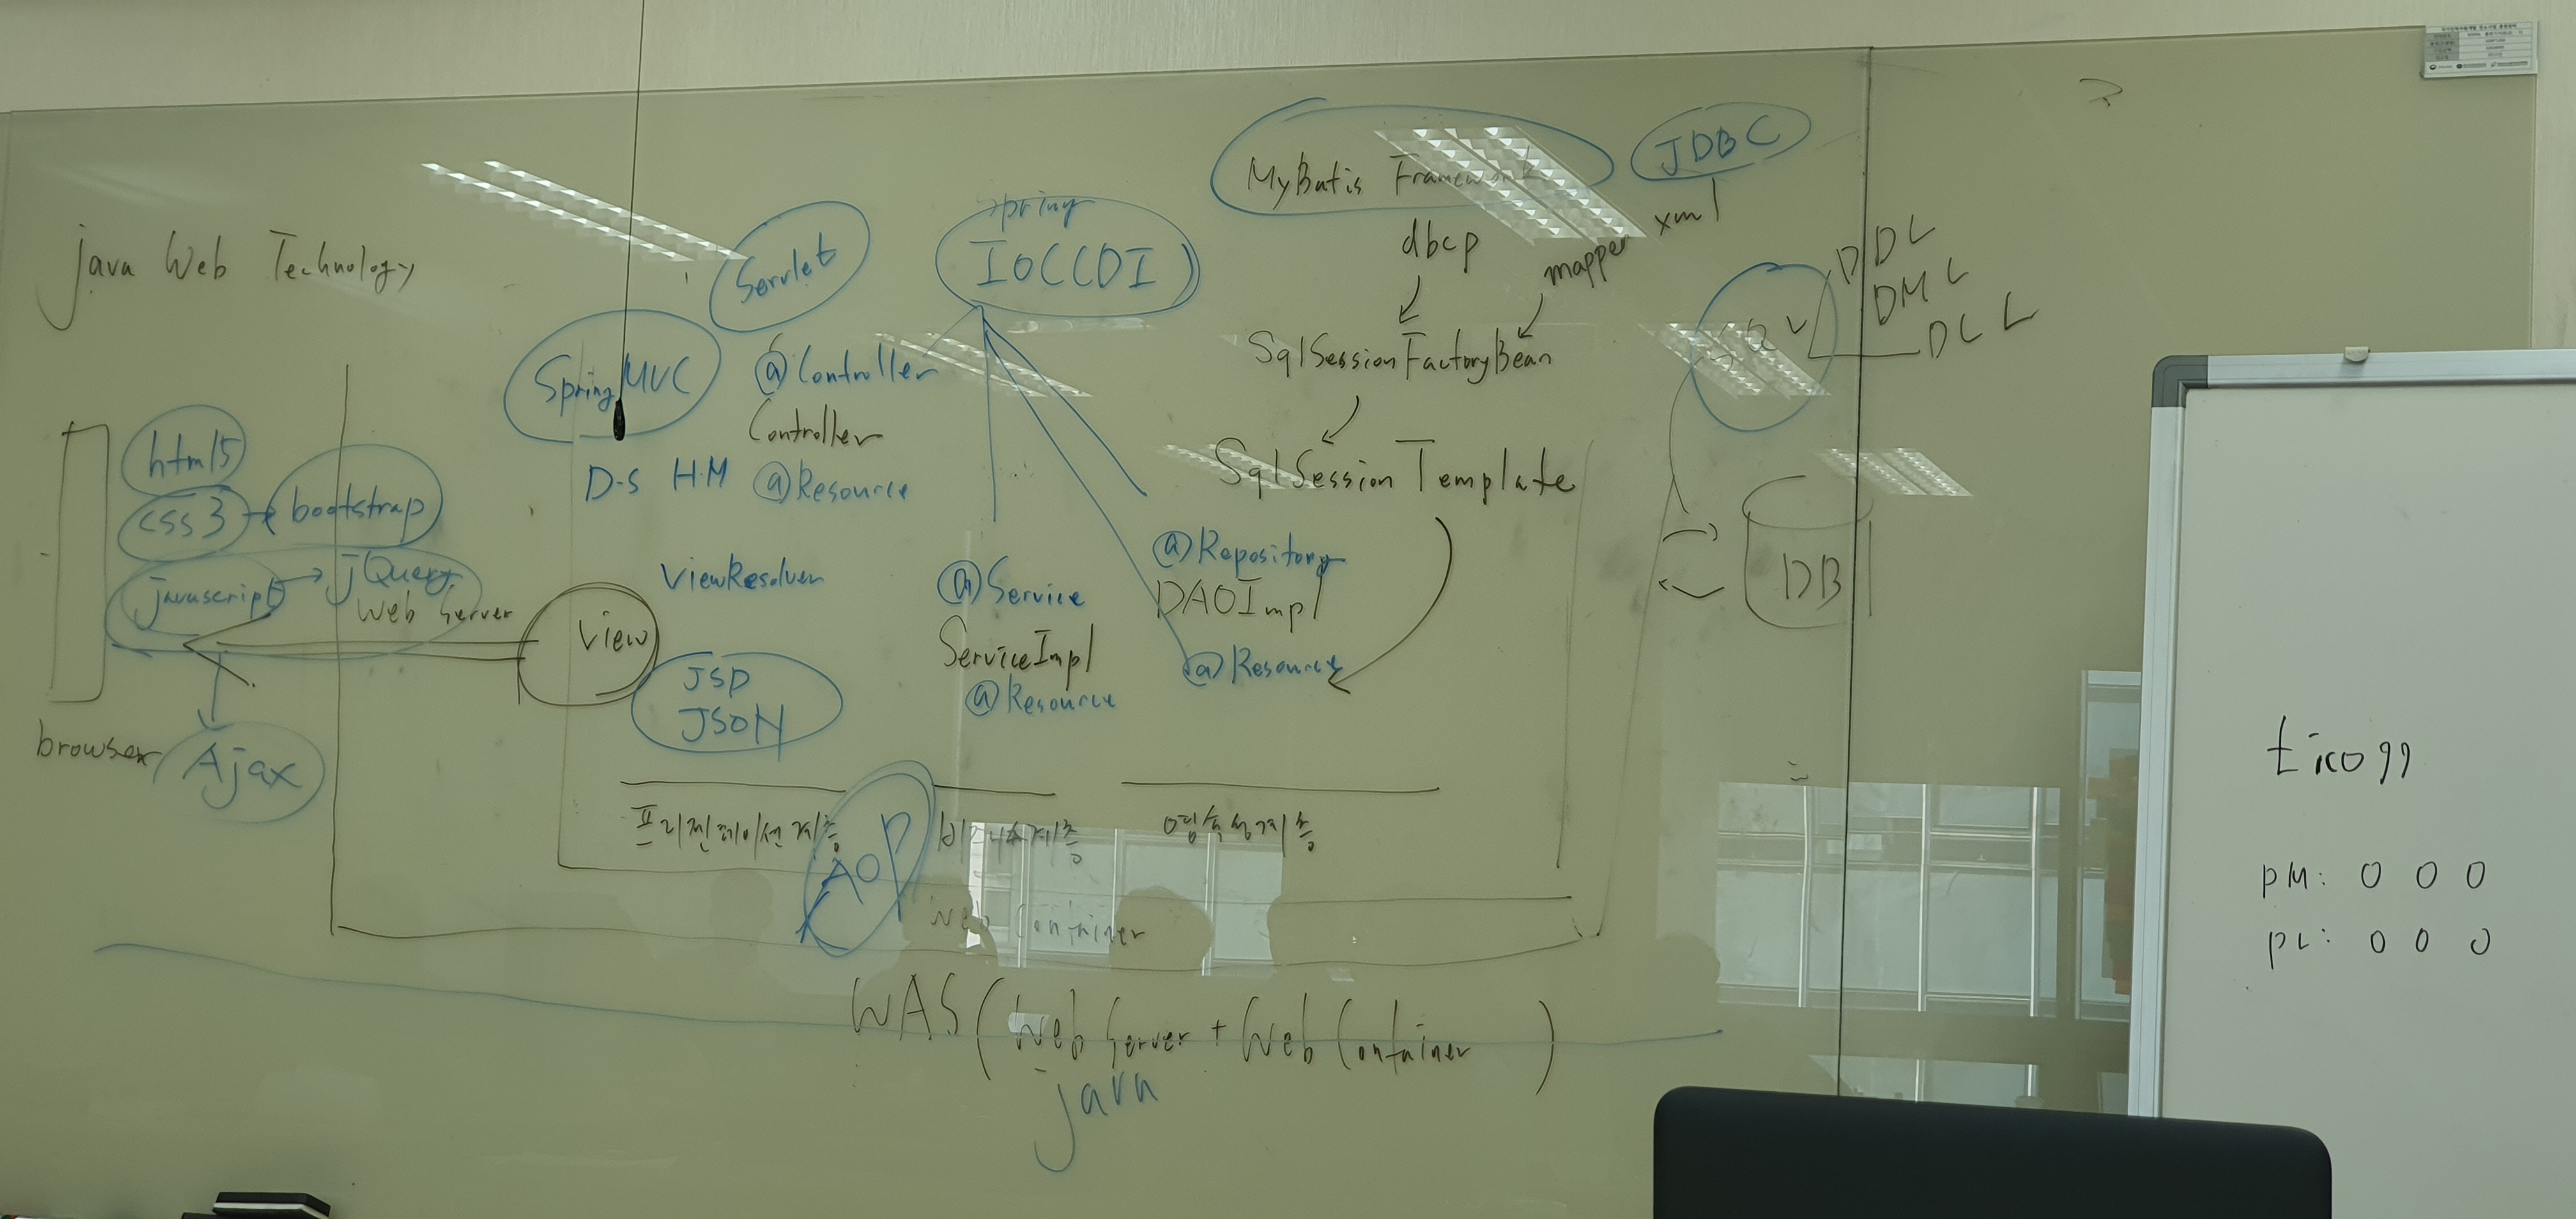 java Web Technology
MyBatis Framework
JDBC
dbcp
mapper xml
SqlSessionFactoryBean
SqlSession Template
spring
IOC(DI)
Servlet
Spring MVC
@Controller
Controller
@Resource
D-S H·M
ViewResolver
View
JSP
JSON
@Service
ServiceImpl
@Resource
@Repository
DAOImpl
@Resource
SQL
DDL
DML
DCL
DB
html5
css3
bootstrap
javascript
jQuery
Web Server
browser
Ajax
프리젠테이션계층
비즈니스계층
영속성계층
AOP
Web Container
WAS (Web Server + Web Container)
java
PM: 0 0 0
PL: 0 0 0